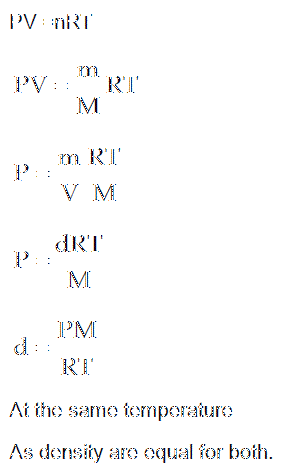 PV =nRT
PV = m/M RT
P = m/V RT/M
P = dRT/M
d = PM/RT
At the same temperature
As density are equal for both.